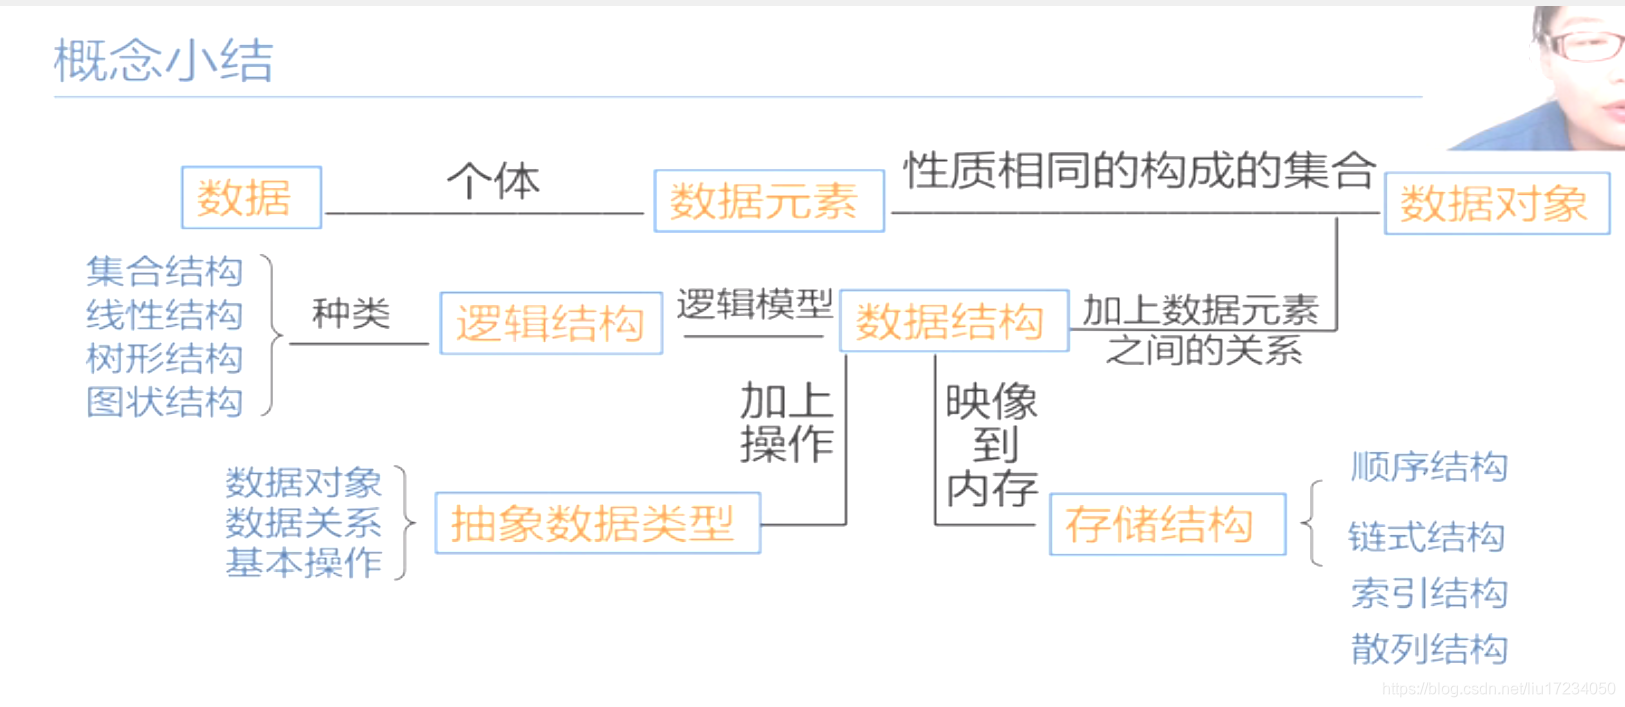 概念小结
数据
个体
数据元素
性质相同的构成的集合
数据对象
集合结构
线性结构
树形结构
图状结构
种类
逻辑结构
逻辑模型
数据结构
加上数据元素
之间的关系
加上
操作
映像
到
内存
数据对象
数据关系
基本操作
抽象数据类型
存储结构
顺序结构
链式结构
索引结构
散列结构
https://blog.csdn.net/liu17234050